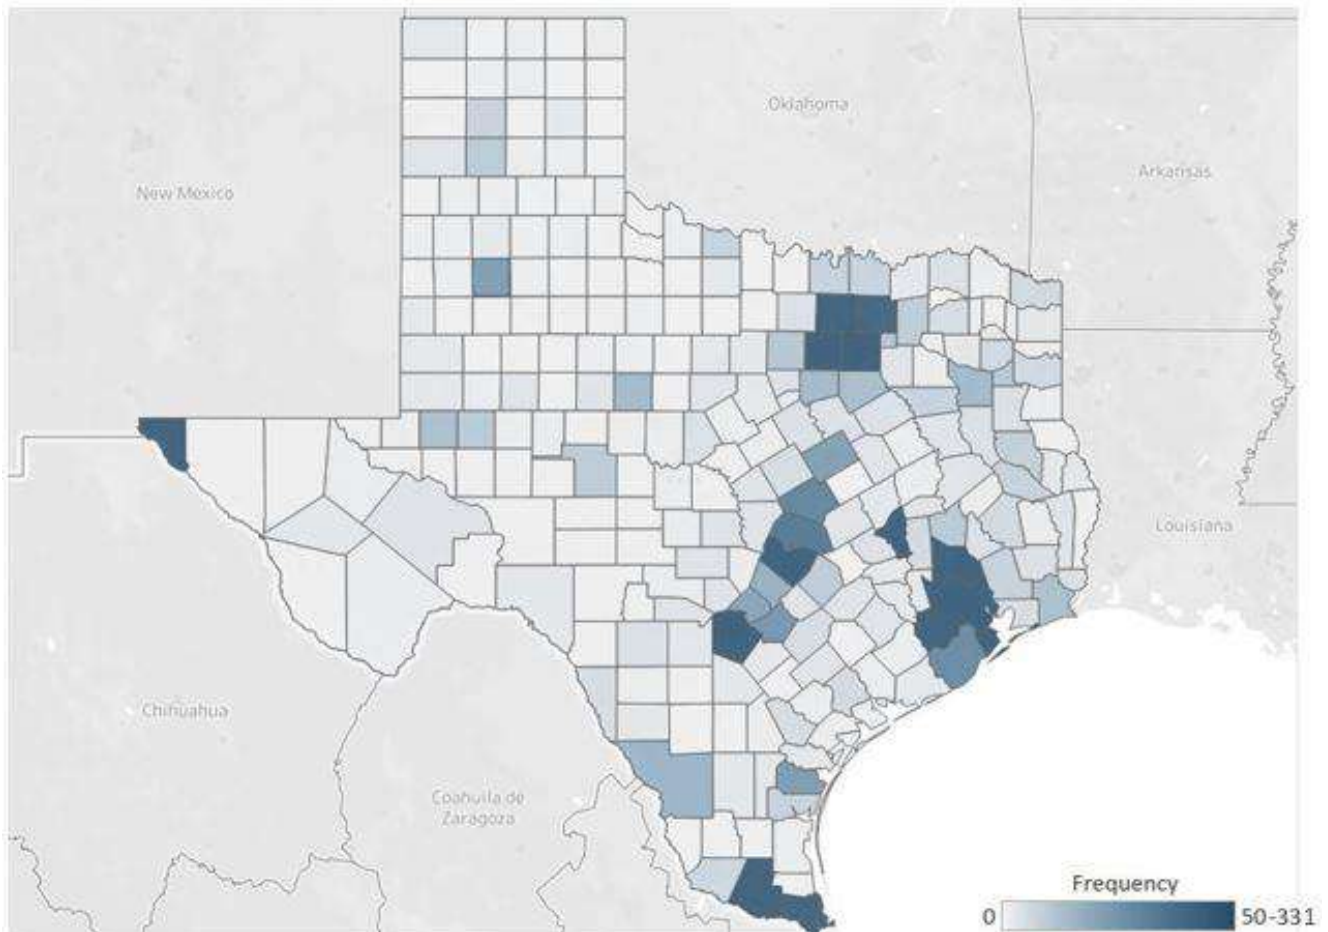 Oklahoma
Arkansas
New Mexico
Louisiana
Chihuahua
Coahuila de
Zaragoza
Frequency
0
50-331